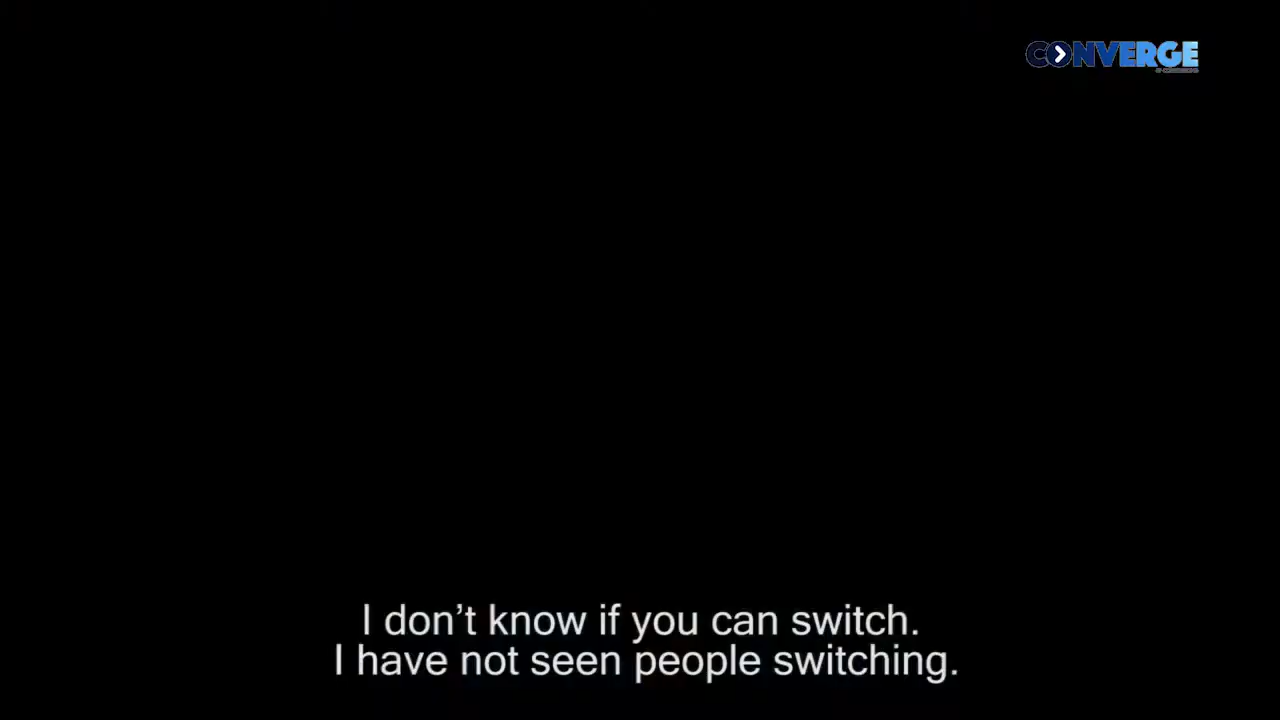 CONVERGE
I don’t know if you can switch.
I have not seen people switching.